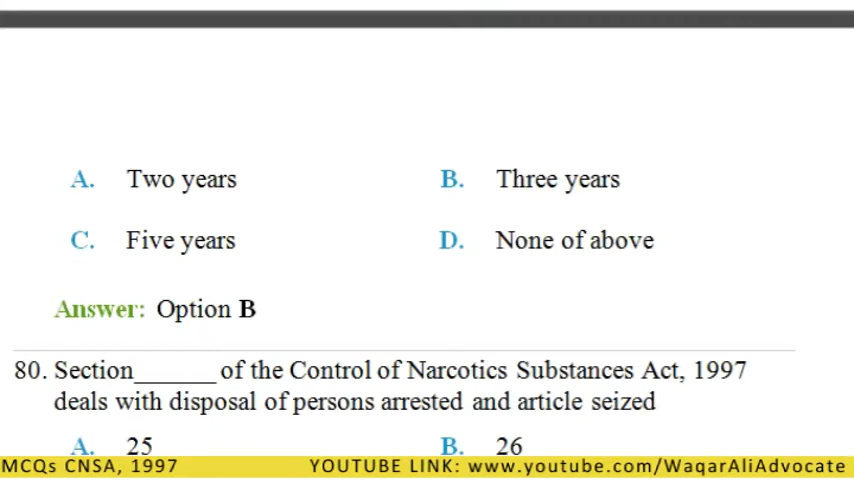 A. Two years B. Three years
C. Five years D. None of above
Answer: Option B
80. Section______ of the Control of Narcotics Substances Act, 1997
deals with disposal of persons arrested and article seized
A. 25 B. 26
MCQs CNSA, 1997 YOUTUBE LINK: www.youtube.com/WaqarAliAdvocate